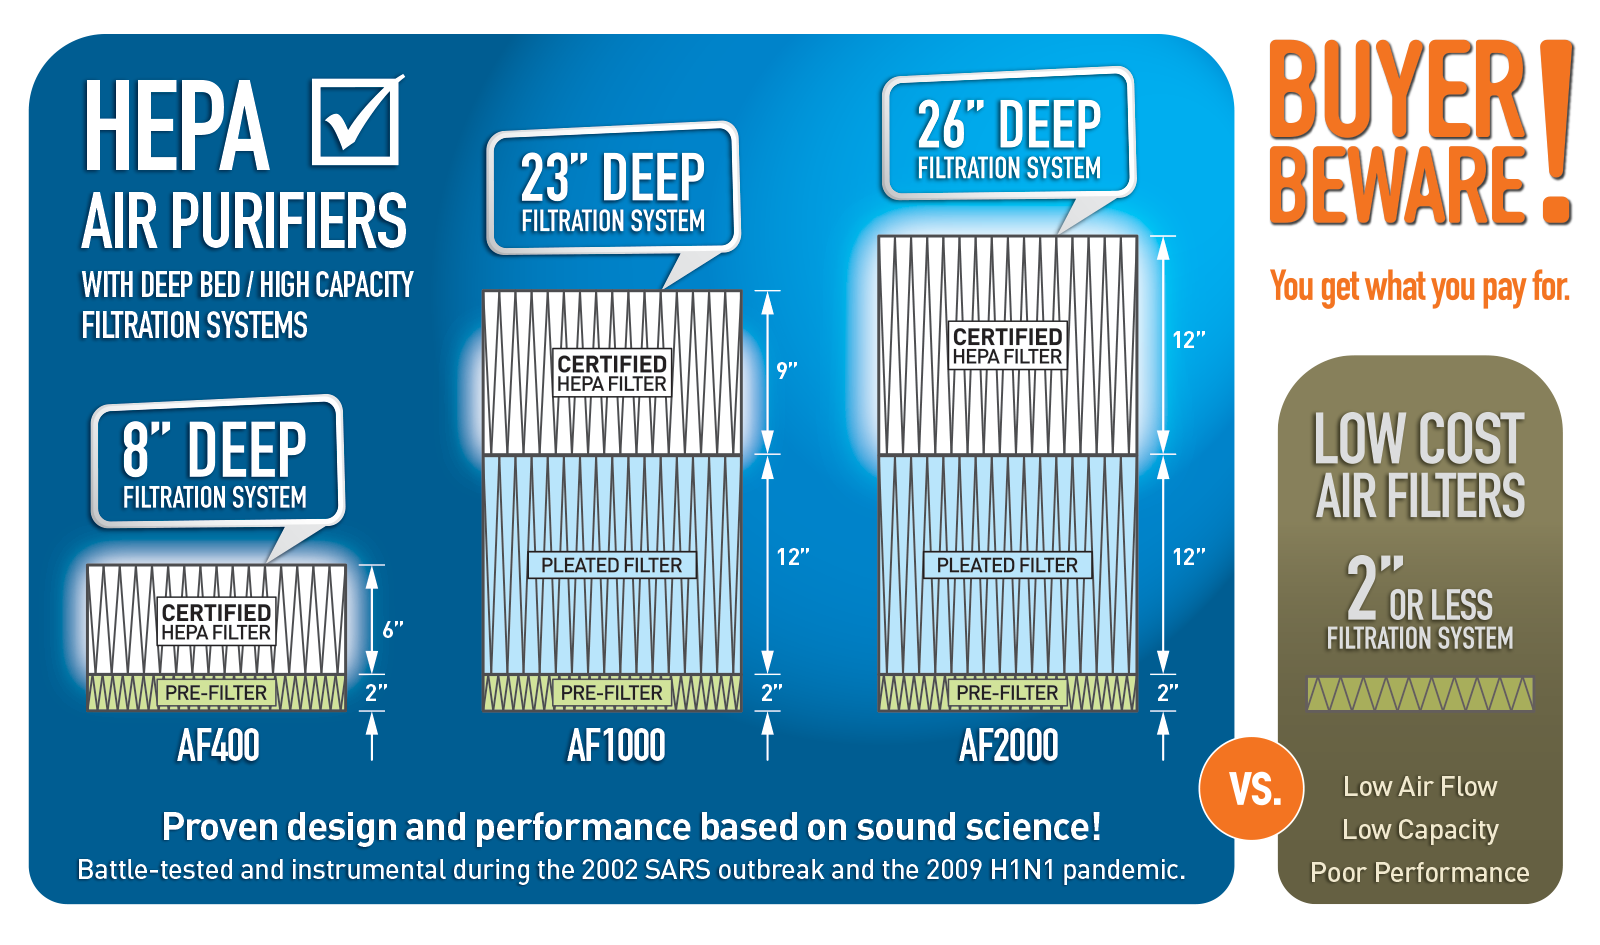 HEPA
AIR PURIFIERS
WITH DEEP BED / HIGH CAPACITY
FILTRATION SYSTEMS
8” DEEP
FILTRATION SYSTEM
CERTIFIED
HEPA FILTER
6”
PRE-FILTER
2”
AF400
23” DEEP
FILTRATION SYSTEM
CERTIFIED
HEPA FILTER
9”
PLEATED FILTER
12”
PRE-FILTER
2”
AF1000
26” DEEP
FILTRATION SYSTEM
CERTIFIED
HEPA FILTER
12”
PLEATED FILTER
12”
PRE-FILTER
2”
AF2000
Proven design and performance based on sound science!
Battle-tested and instrumental during the 2002 SARS outbreak and the 2009 H1N1 pandemic.
VS.
BUYER
BEWARE!
You get what you pay for.
LOW COST
AIR FILTERS
2” OR LESS
FILTRATION SYSTEM
Low Air Flow
Low Capacity
Poor Performance